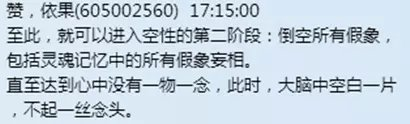 赞，依果(605002560)  17:15:00
至此，就可以进入空性的第二阶段：倒空所有假象，
包括灵魂记忆中的所有假象妄相。
直至达到心中没有一物一念，此时，大脑中空白一片
，不起一丝念头。